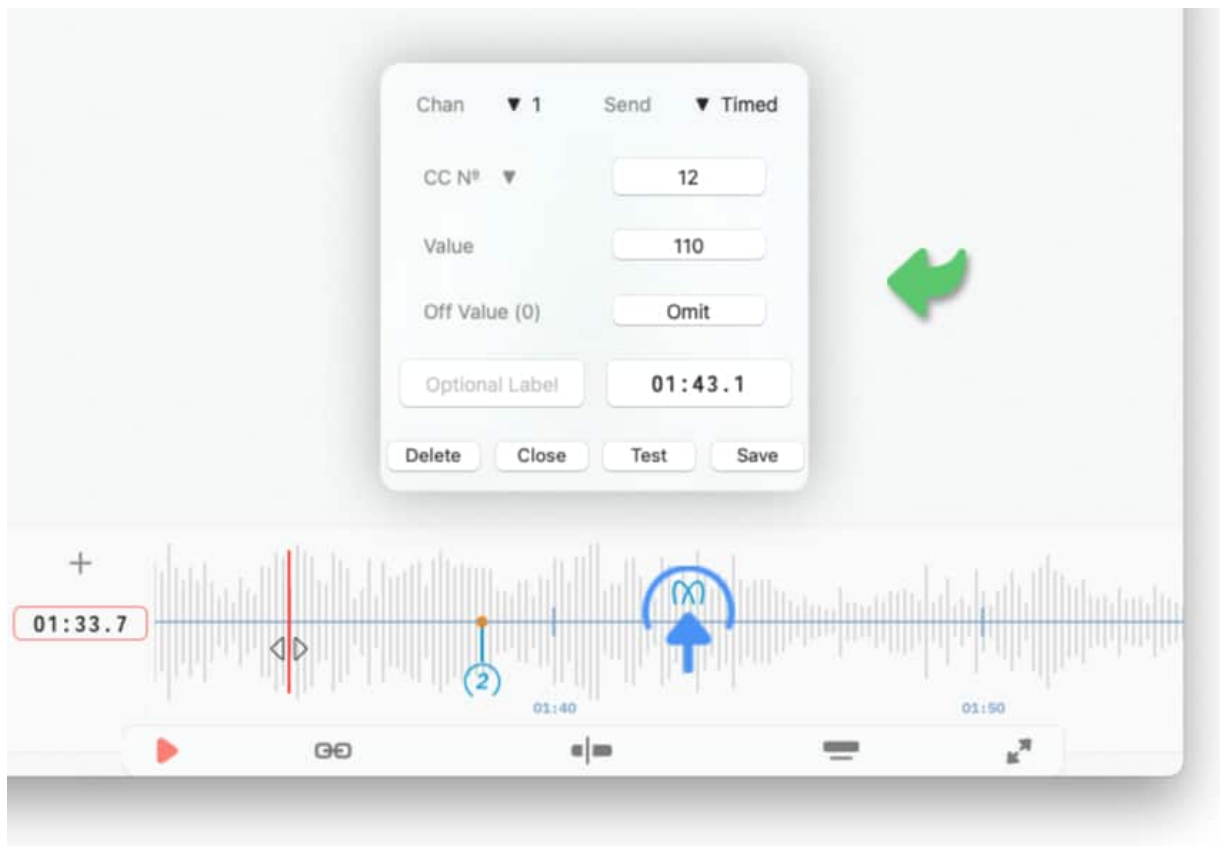 Chan ▼ 1 Send ▼ Timed
CC Nº ▼ 12
Value 110
Off Value (0) Omit
Optional Label 01:43.1
Delete Close Test Save
01:33.7
2
01:40 01:50